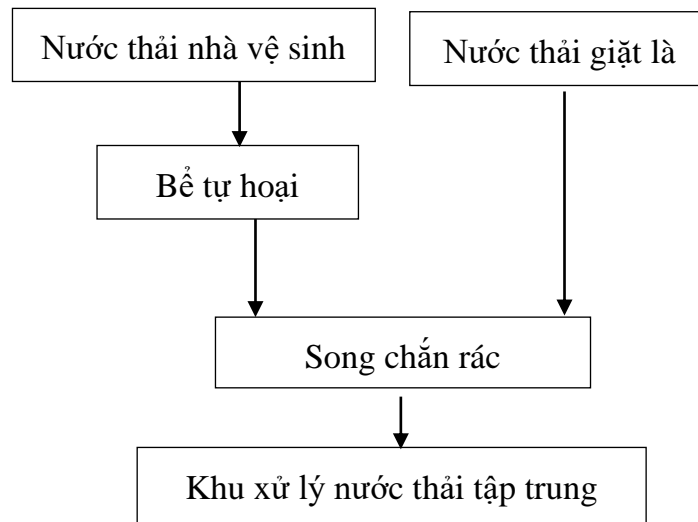 Nước thải nhà vệ sinh
Nước thải giặt là
Bể tự hoại
Song chắn rác
Khu xử lý nước thải tập trung